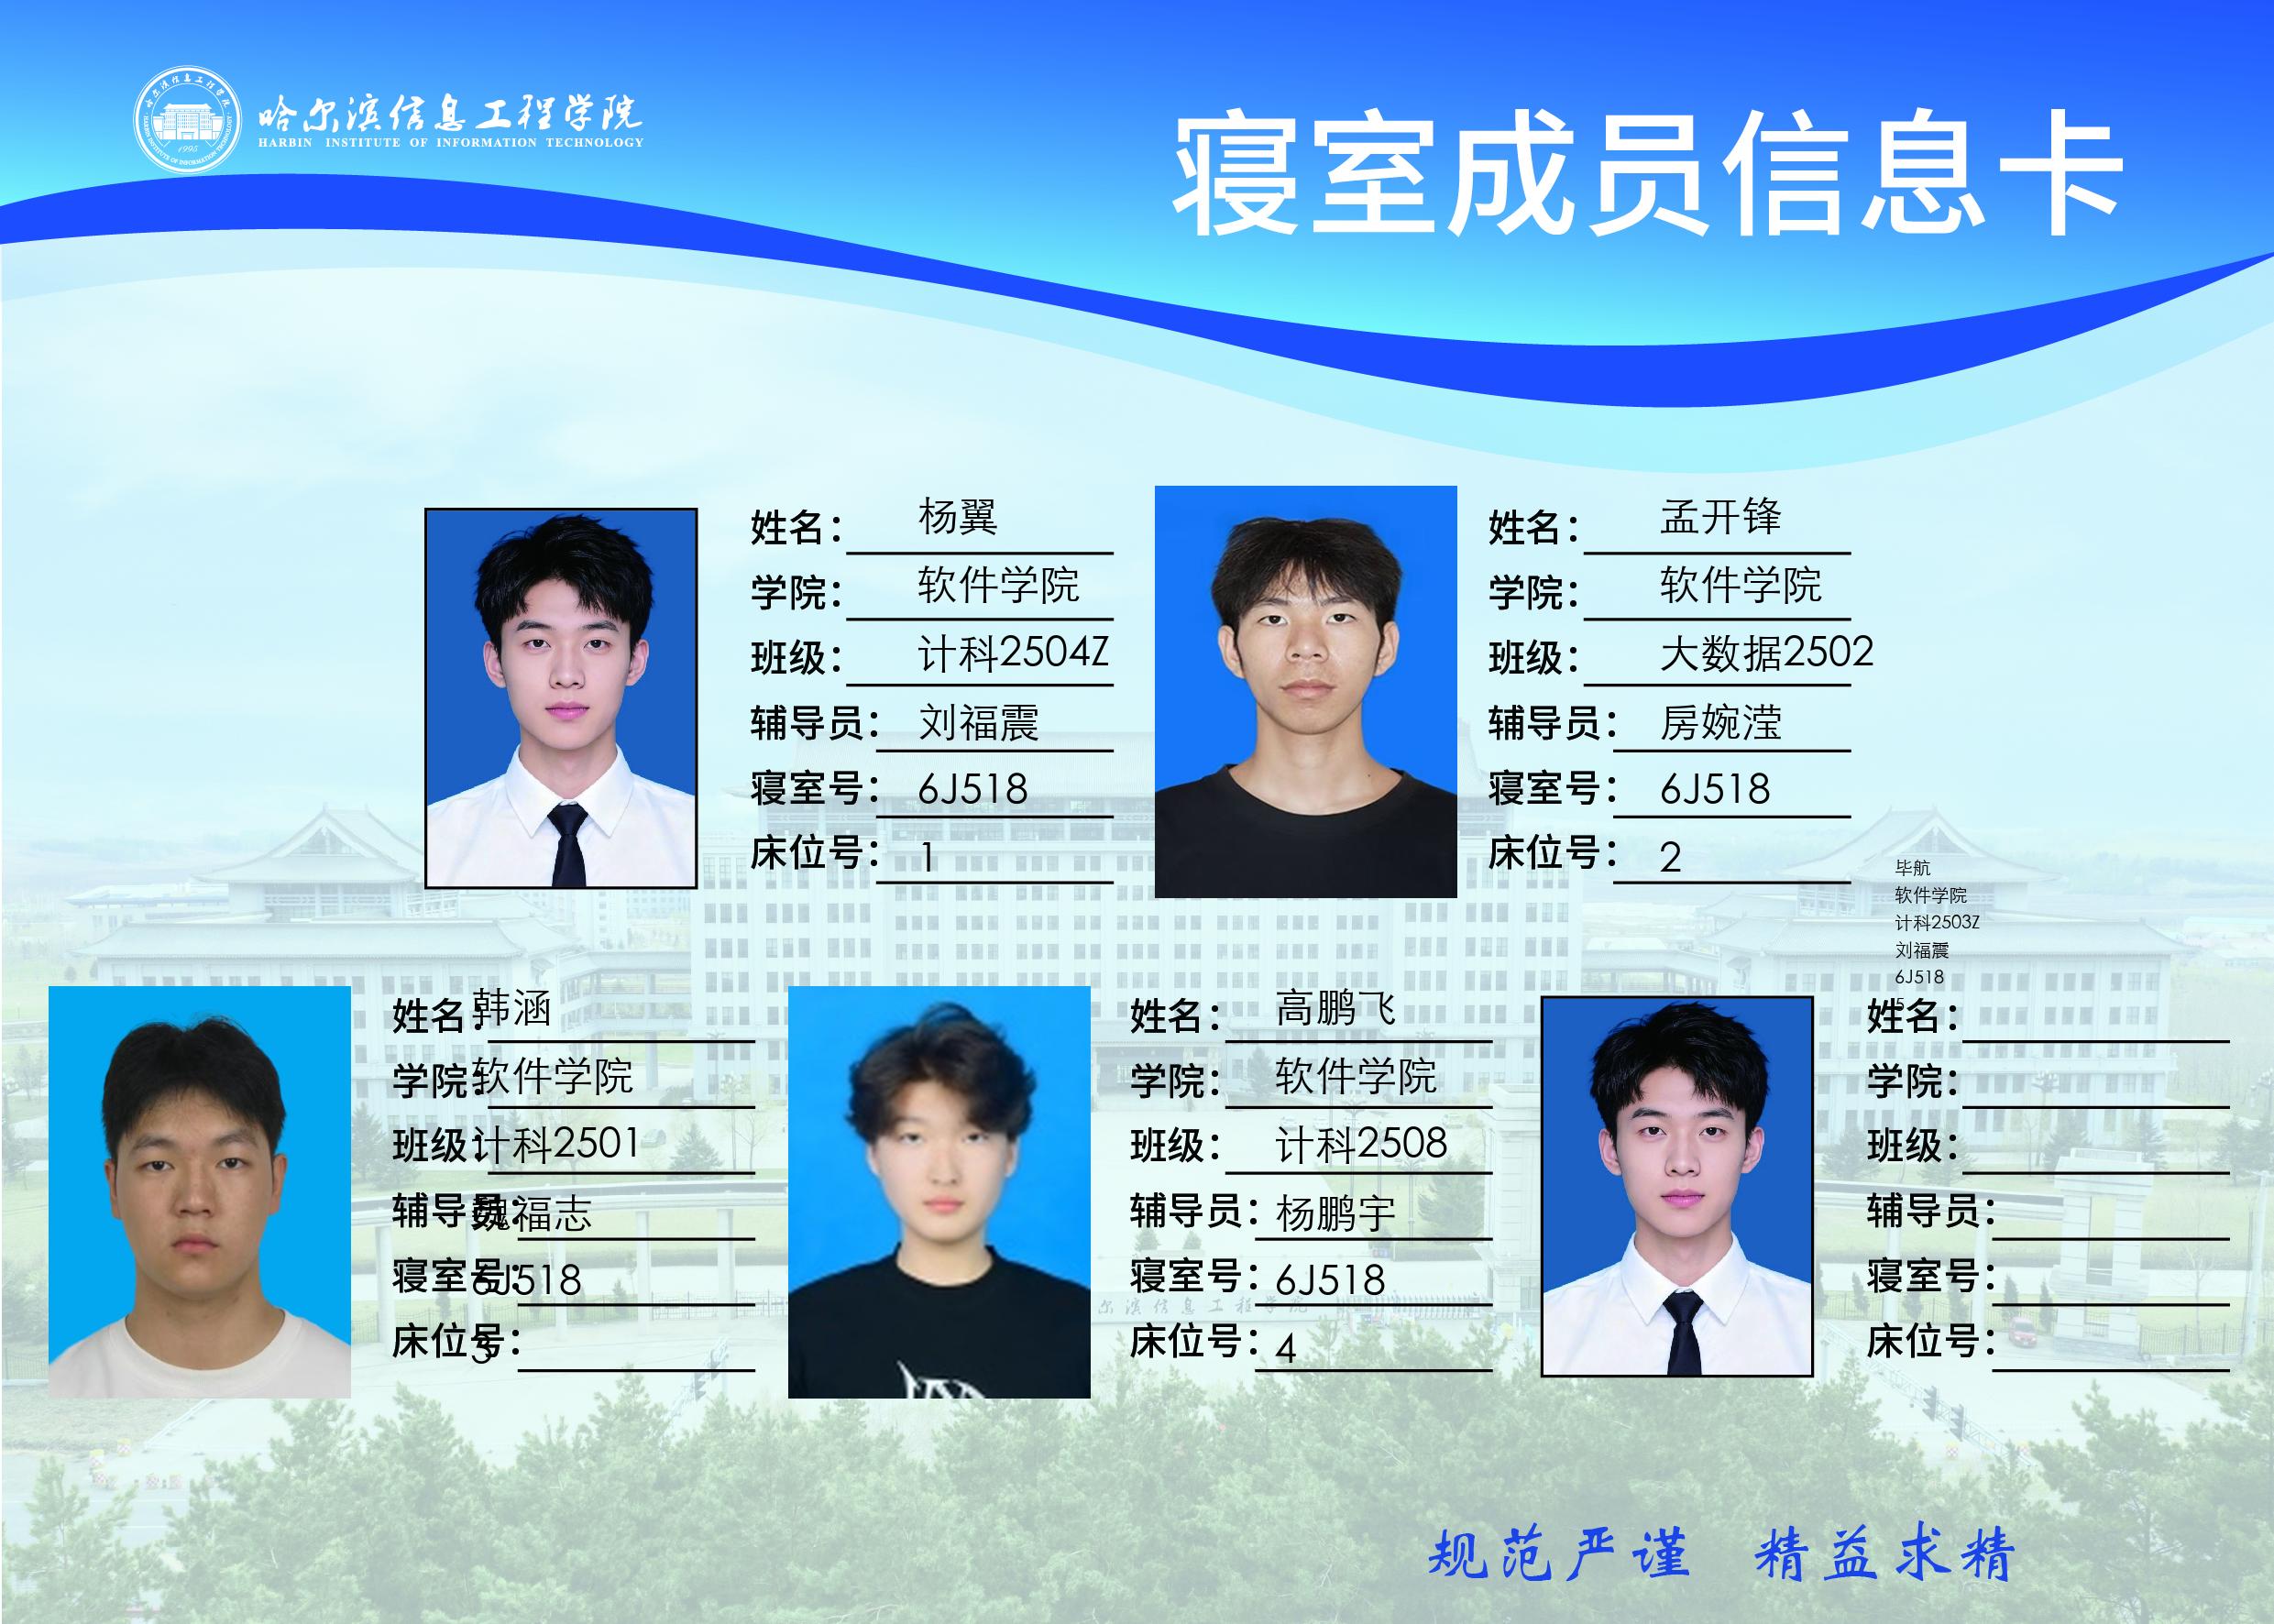 哈尔滨信息工程学院
HARBIN INSTITUTE OF INFORMATION TECHNOLOGY
1995
寝室成员信息卡
姓名： 杨翼
学院： 软件学院
班级： 计科2504Z
辅导员： 刘福震
寝室号： 6J518
床位号： 1
姓名： 孟开锋
学院： 软件学院
班级： 大数据2502
辅导员： 房婉滢
寝室号： 6J518
床位号： 2
毕航
软件学院
计科2503Z
刘福震
6J518
5
姓名： 韩涵
学院： 软件学院
班级： 计科2501
辅导员： 魏福志
寝室号： 6J518
床位号： 3
姓名： 高鹏飞
学院： 软件学院
班级： 计科2508
辅导员： 杨鹏宇
寝室号： 6J518
床位号： 4
姓名：
学院：
班级：
辅导员：
寝室号：
床位号：
尔滨信息工程学院
规范严谨 精益求精